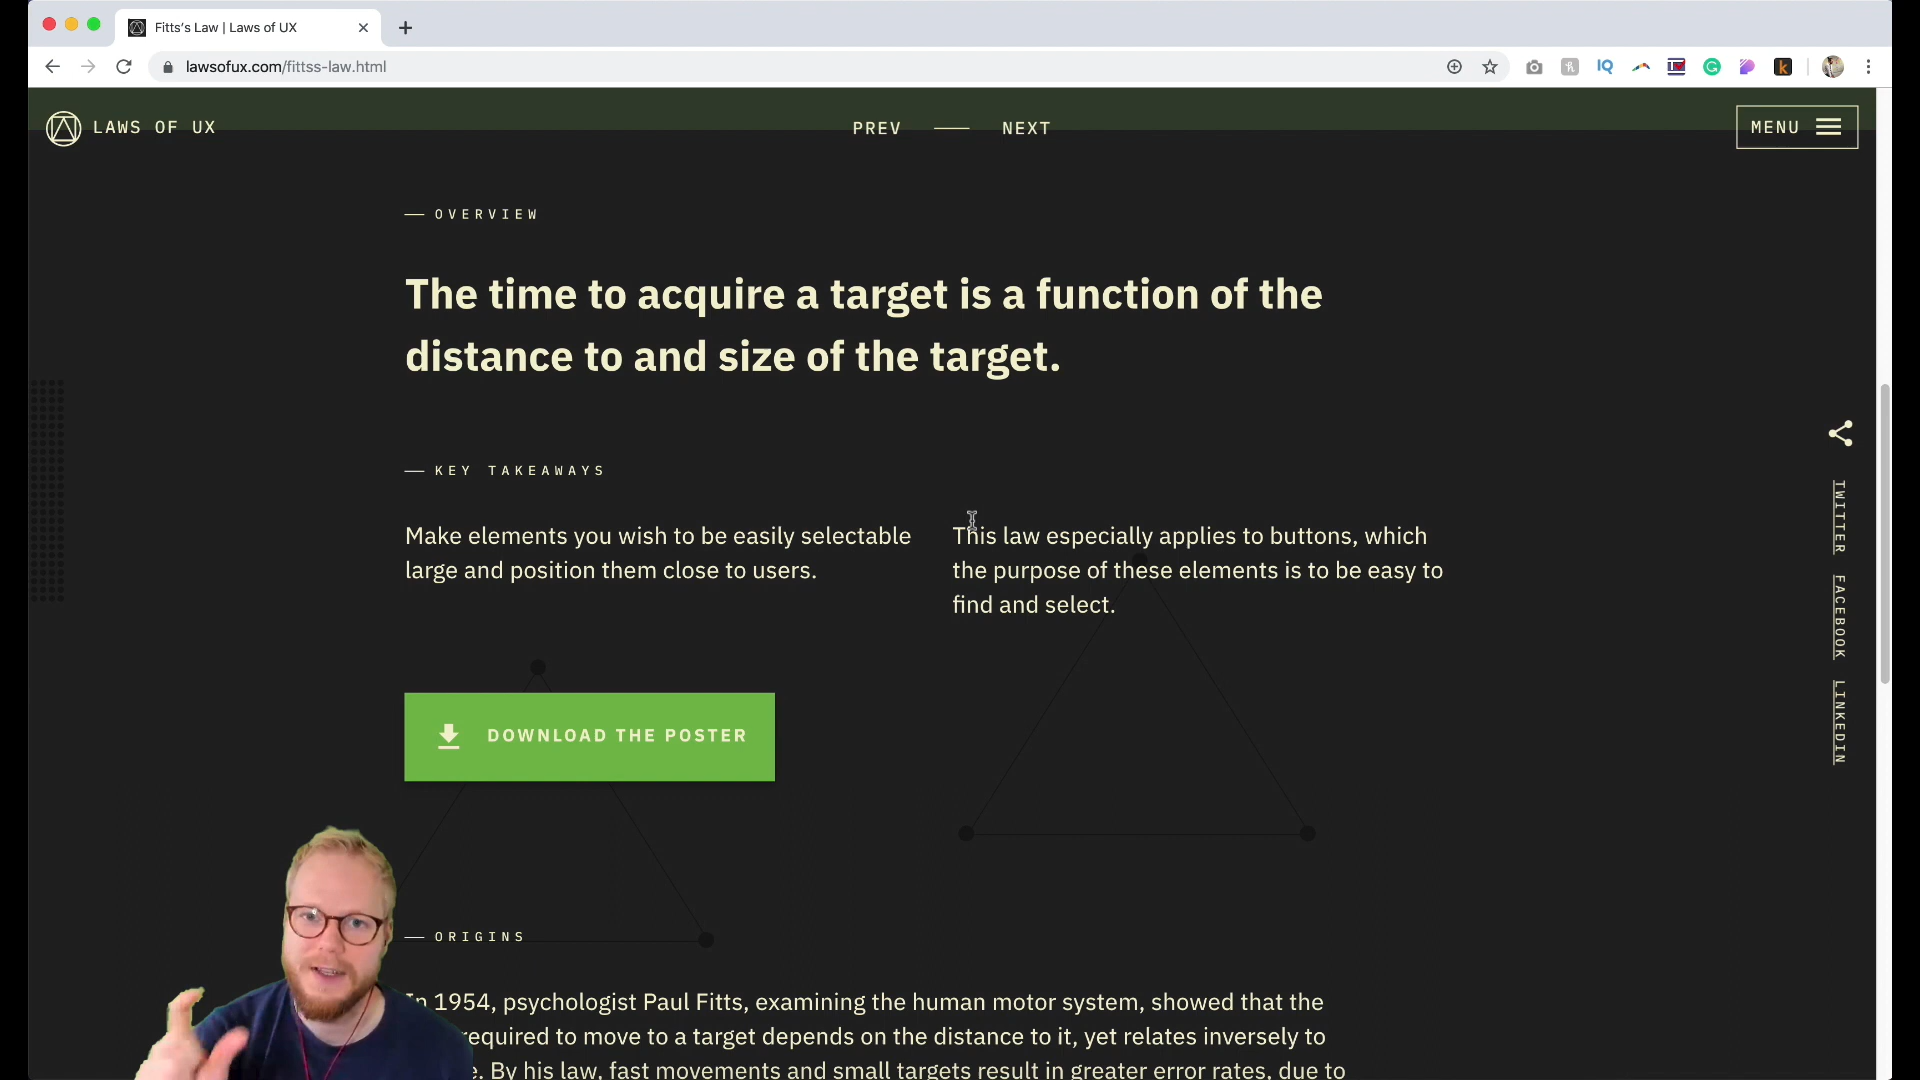 Fitts's Law | Laws of UX
lawsofux.com/fittss-law.html
LAWS OF UX
PREV
NEXT
MENU
OVERVIEW
The time to acquire a target is a function of the
distance to and size of the target.
KEY TAKEAWAYS
Make elements you wish to be easily selectable
large and position them close to users.
This law especially applies to buttons, which
the purpose of these elements is to be easy to
find and select.
TWITTER
FACEBOOK
LINKEDIN
DOWNLOAD THE POSTER
ORIGINS
In 1954, psychologist Paul Fitts, examining the human motor system, showed that the
required to move to a target depends on the distance to it, yet relates inversely to
By his law, fast movements and small targets result in greater error rates, due to